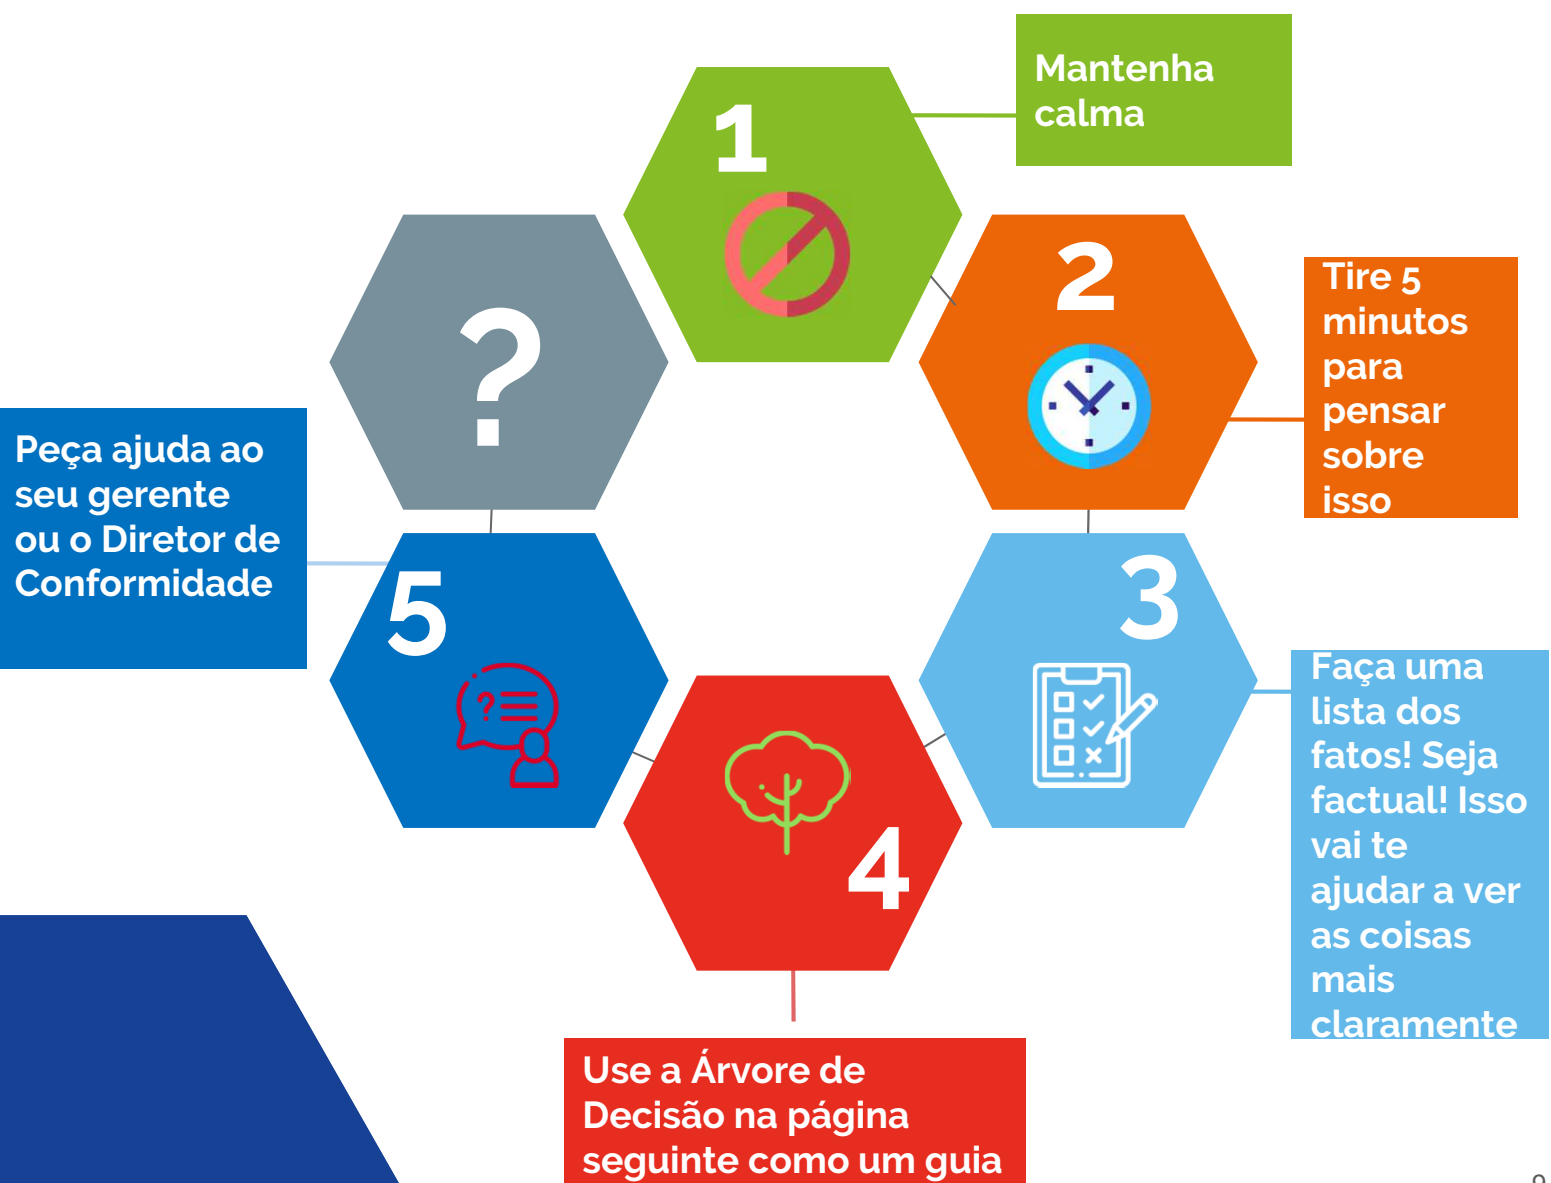 1
Mantenha
calma
2
Tire 5
minutos
para
pensar
sobre
isso
3
Faça uma
lista dos
fatos! Seja
factual! Isso
vai te
ajudar a ver
as coisas
mais
claramente
4
Use a Árvore de
Decisão na página
seguinte como um guia
5
Peça ajuda ao
seu gerente
ou o Diretor de
Conformidade
?
?